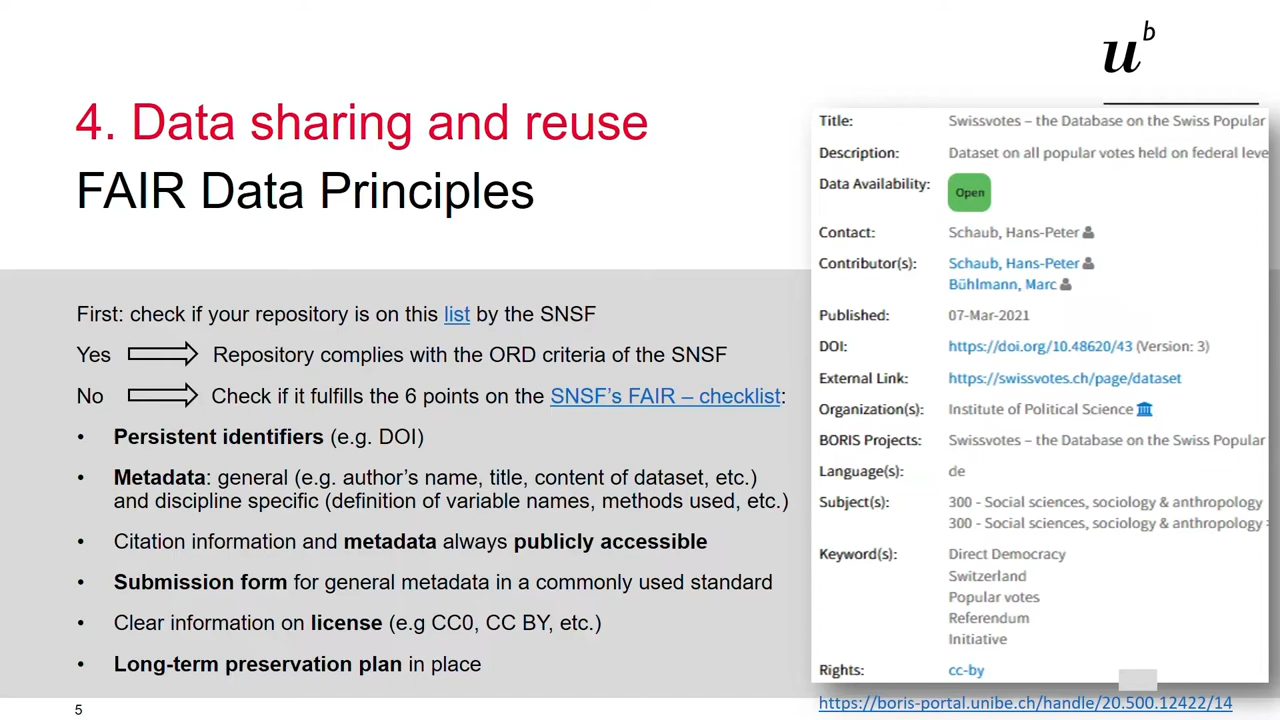 u^b
4. Data sharing and reuse
FAIR Data Principles
First: check if your repository is on this list by the SNSF
Yes Repository complies with the ORD criteria of the SNSF
No Check if it fulfills the 6 points on the SNSF's FAIR – checklist:
• Persistent identifiers (e.g. DOI)
• Metadata: general (e.g. author's name, title, content of dataset, etc.)
and discipline specific (definition of variable names, methods used, etc.)
• Citation information and metadata always publicly accessible
• Submission form for general metadata in a commonly used standard
• Clear information on license (e.g CC0, CC BY, etc.)
• Long-term preservation plan in place
Title: Swissvotes – the Database on the Swiss Popular
Description: Dataset on all popular votes held on federal leve
Data Availability: Open
Contact: Schaub, Hans-Peter
Contributor(s): Schaub, Hans-Peter
Bühlmann, Marc
Published: 07-Mar-2021
DOI: https://doi.org/10.48620/43 (Version: 3)
External Link: https://swissvotes.ch/page/dataset
Organization(s): Institute of Political Science
BORIS Projects: Swissvotes – the Database on the Swiss Popular
Language(s): de
Subject(s): 300 - Social sciences, sociology & anthropology
300 - Social sciences, sociology & anthropology >
Keyword(s): Direct Democracy
Switzerland
Popular votes
Referendum
Initiative
Rights: cc-by
https://boris-portal.unibe.ch/handle/20.500.12422/14
5